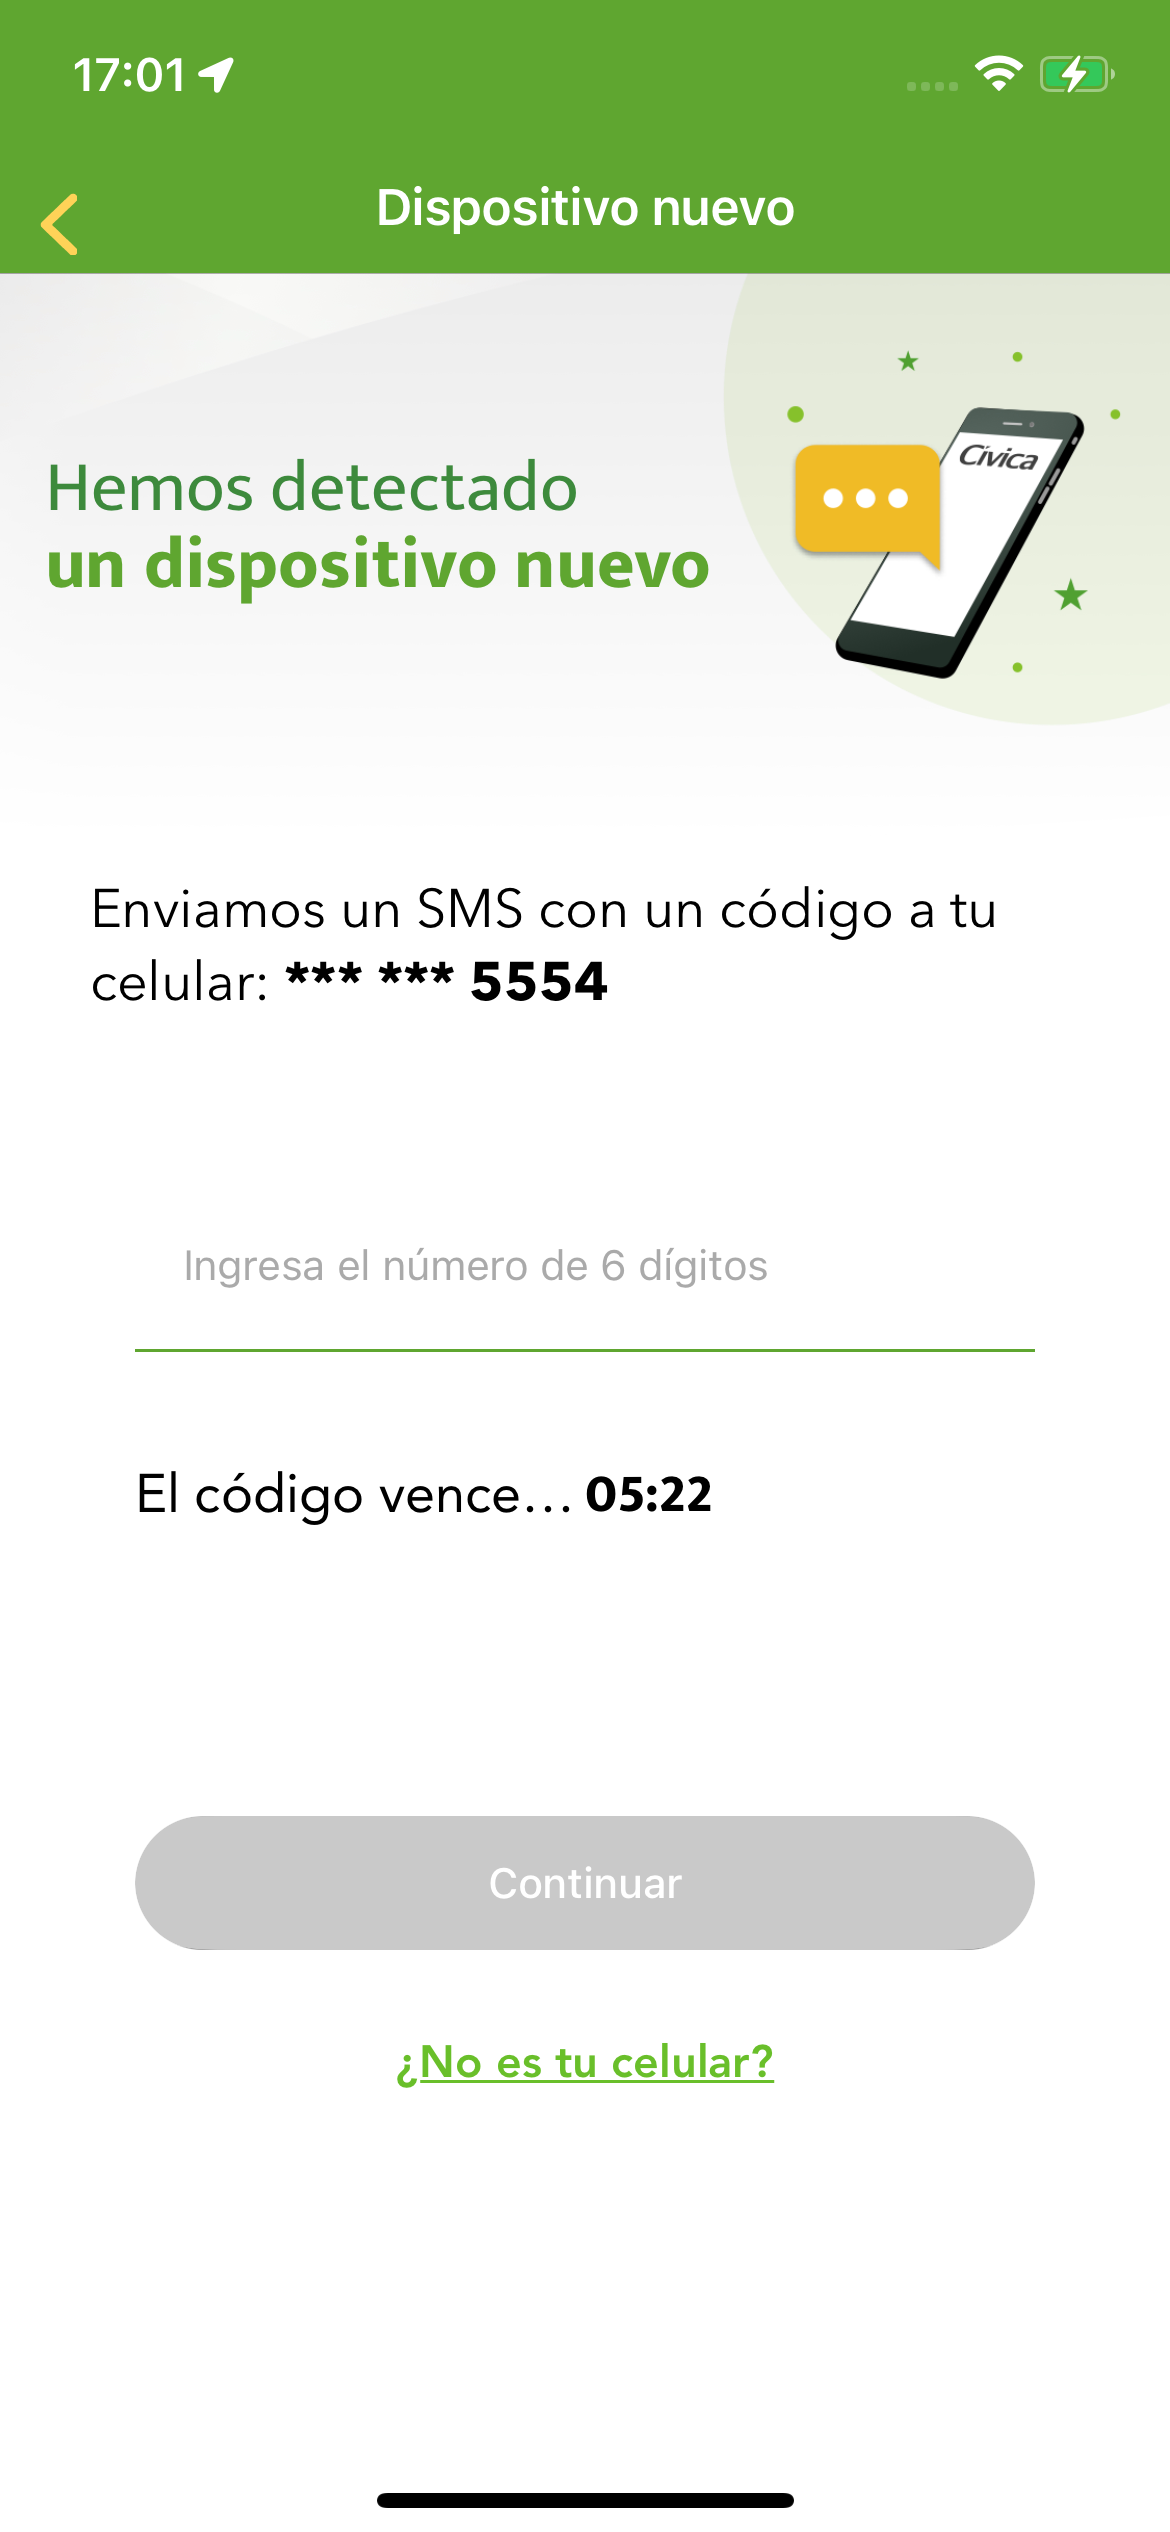 17:01
Dispositivo nuevo
Cívica
Hemos detectado
un dispositivo nuevo
Enviamos un SMS con un código a tu
celular: *** *** 5554
Ingresa el número de 6 dígitos
El código vence... 05:22
Continuar
¿No es tu celular?